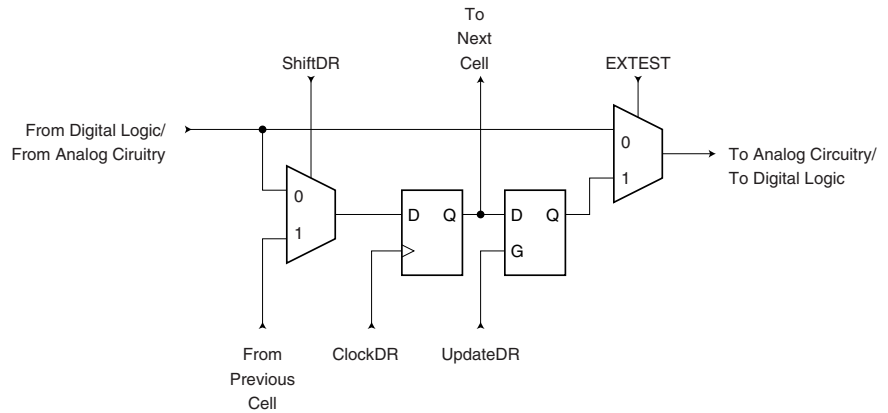 To
Next
Cell
ShiftDR
EXTEST
From Digital Logic/
From Analog Ciruitry
0
1
To Analog Circuitry/
To Digital Logic
0
1
D Q
D Q
G
From
Previous
Cell
ClockDR
UpdateDR